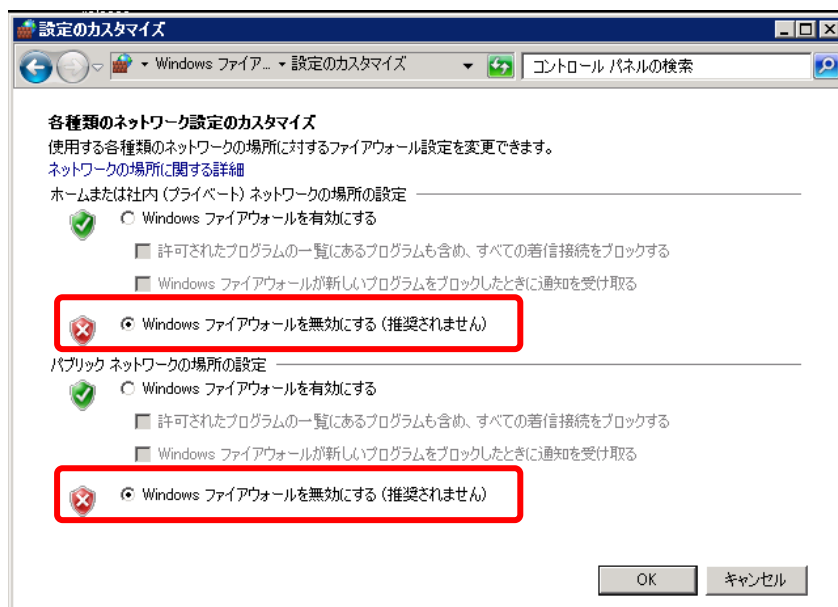 設定のカスタマイズ
Windows ファイア... 設定のカスタマイズ
コントロール パネルの検索
各種類のネットワーク設定のカスタマイズ
使用する各種類のネットワークの場所に対するファイアウォール設定を変更できます。
ネットワークの場所に関する詳細
ホームまたは社内 (プライベート) ネットワークの場所の設定
Windows ファイアウォールを有効にする
許可されたプログラムの一覧にあるプログラムも含め、すべての着信接続をブロックする
Windows ファイアウォールが新しいプログラムをブロックしたときに通知を受け取る
Windows ファイアウォールを無効にする (推奨されません)
パブリック ネットワークの場所の設定
Windows ファイアウォールを有効にする
許可されたプログラムの一覧にあるプログラムも含め、すべての着信接続をブロックする
Windows ファイアウォールが新しいプログラムをブロックしたときに通知を受け取る
Windows ファイアウォールを無効にする (推奨されません)
OK
キャンセル